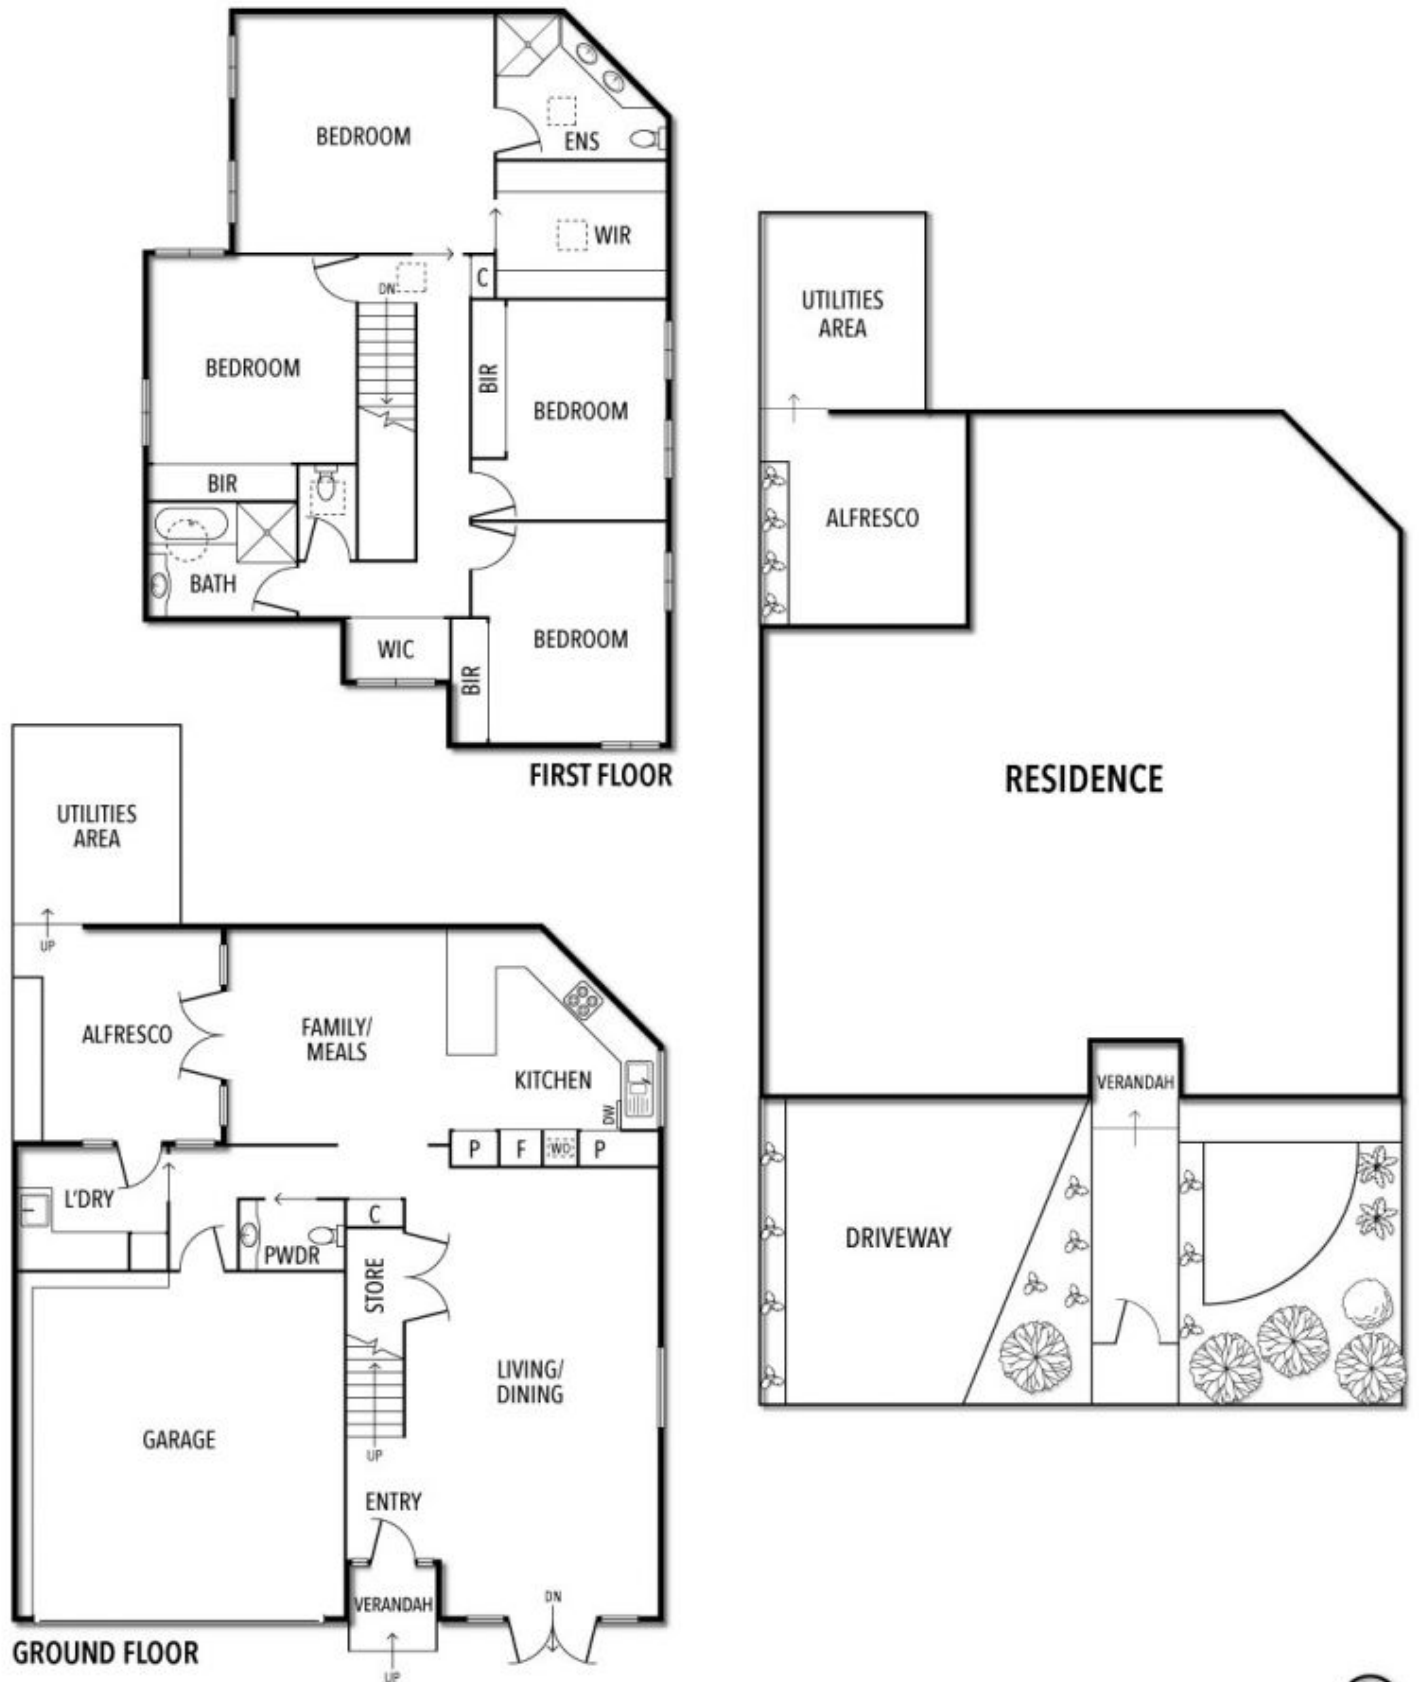 BEDROOM
ENS
WIR
C
DN
BEDROOM
BIR
BEDROOM
BIR
BATH
WIC
BIR
BEDROOM
FIRST FLOOR
UTILITIES
AREA
UP
ALFRESCO
FAMILY/
MEALS
KITCHEN
DW
P
F
WO
P
L'DRY
PWDR
C
STORE
LIVING/
DINING
GARAGE
UP
ENTRY
VERANDAH
DN
UP
GROUND FLOOR
UTILITIES
AREA
ALFRESCO
RESIDENCE
VERANDAH
DRIVEWAY